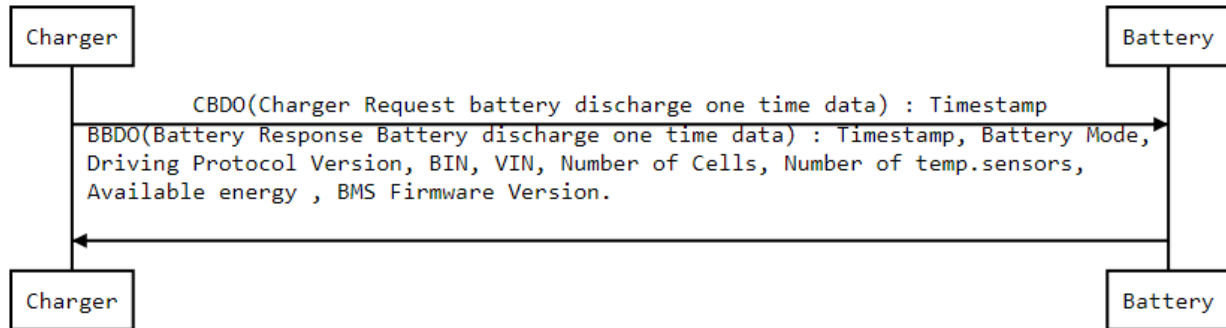 Charger Battery
CBDO(Charger Request battery discharge one time data) : Timestamp
BBDO(Battery Response Battery discharge one time data) : Timestamp, Battery Mode,
Driving Protocol Version, BIN, VIN, Number of Cells, Number of temp.sensors,
Available energy , BMS Firmware Version.
Charger Battery